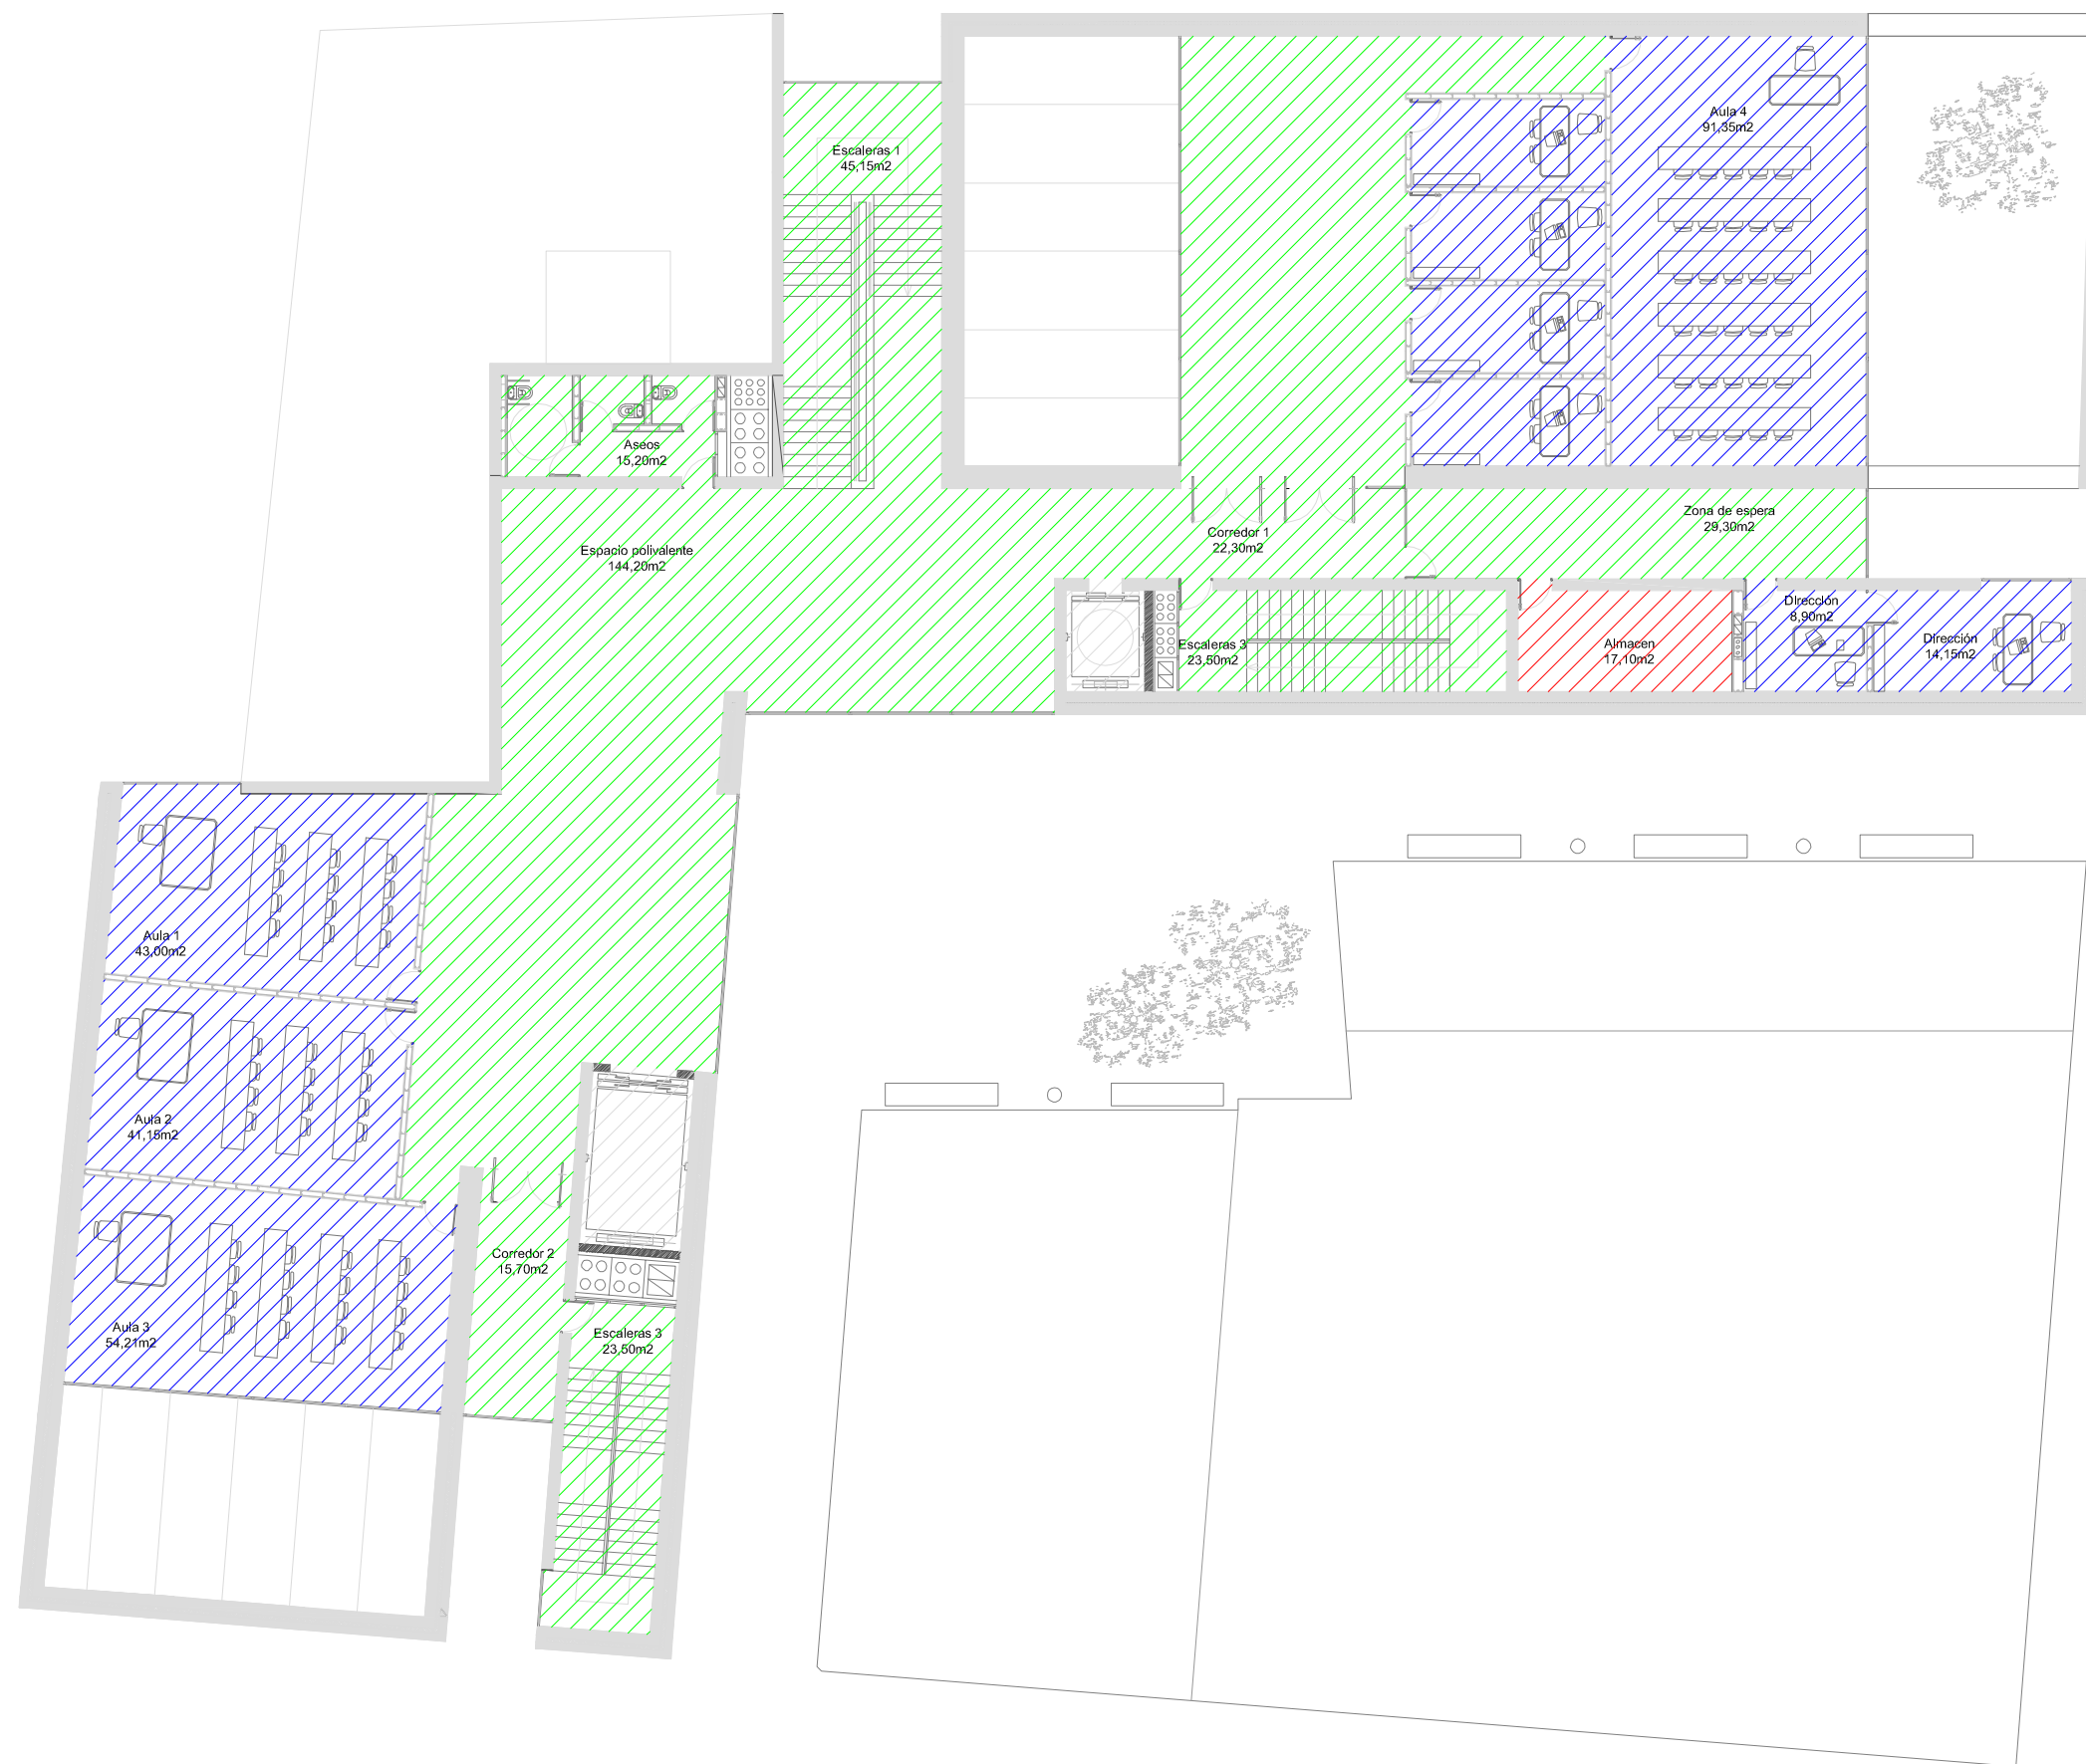 Aula 4
91,35m2
Escaleras 1
45,15m2
Aseos
15,20m2
Zona de espera
29,30m2
Corredor 1
22,30m2
Espacio polivalente
144,20m2
Dirección
8,90m2
Escaleras 3
23,50m2
Almacen
17,10m2
Dirección
14,15m2
Aula 1
43,00m2
Aula 2
41,15m2
Corredor 2
15,70m2
Aula 3
54,21m2
Escaleras 3
23,50m2